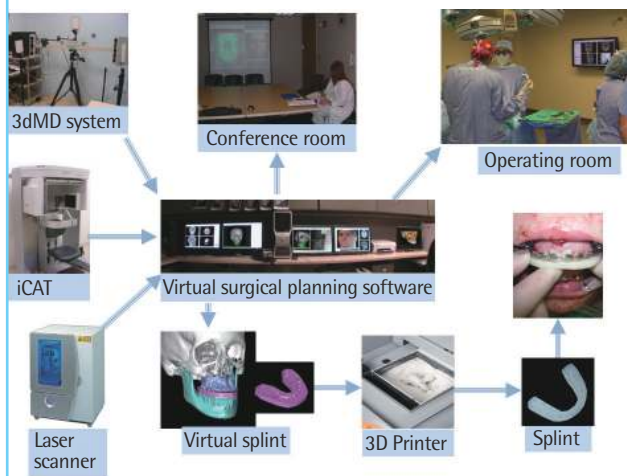 3dMD system
Conference room
Operating room
iCAT
Virtual surgical planning software
Laser
scanner
Virtual splint
3D Printer
Splint